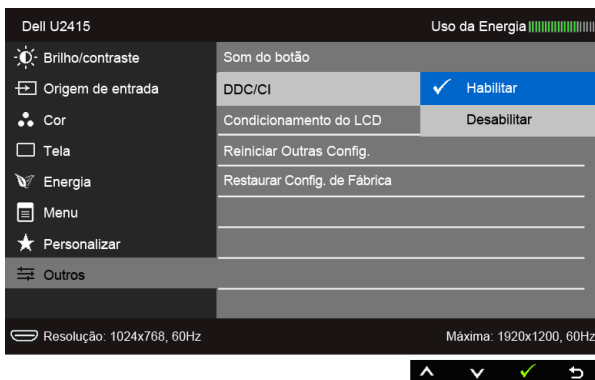 Dell U2415
Uso da Energia
Brilho/contraste
Som do botão
Origem de entrada
DDC/CI
Habilitar
Cor
Condicionamento do LCD
Desabilitar
Tela
Reiniciar Outras Config.
Energia
Restaurar Config. de Fábrica
Menu
Personalizar
Outros
Resolução: 1024x768, 60Hz
Máxima: 1920x1200, 60Hz